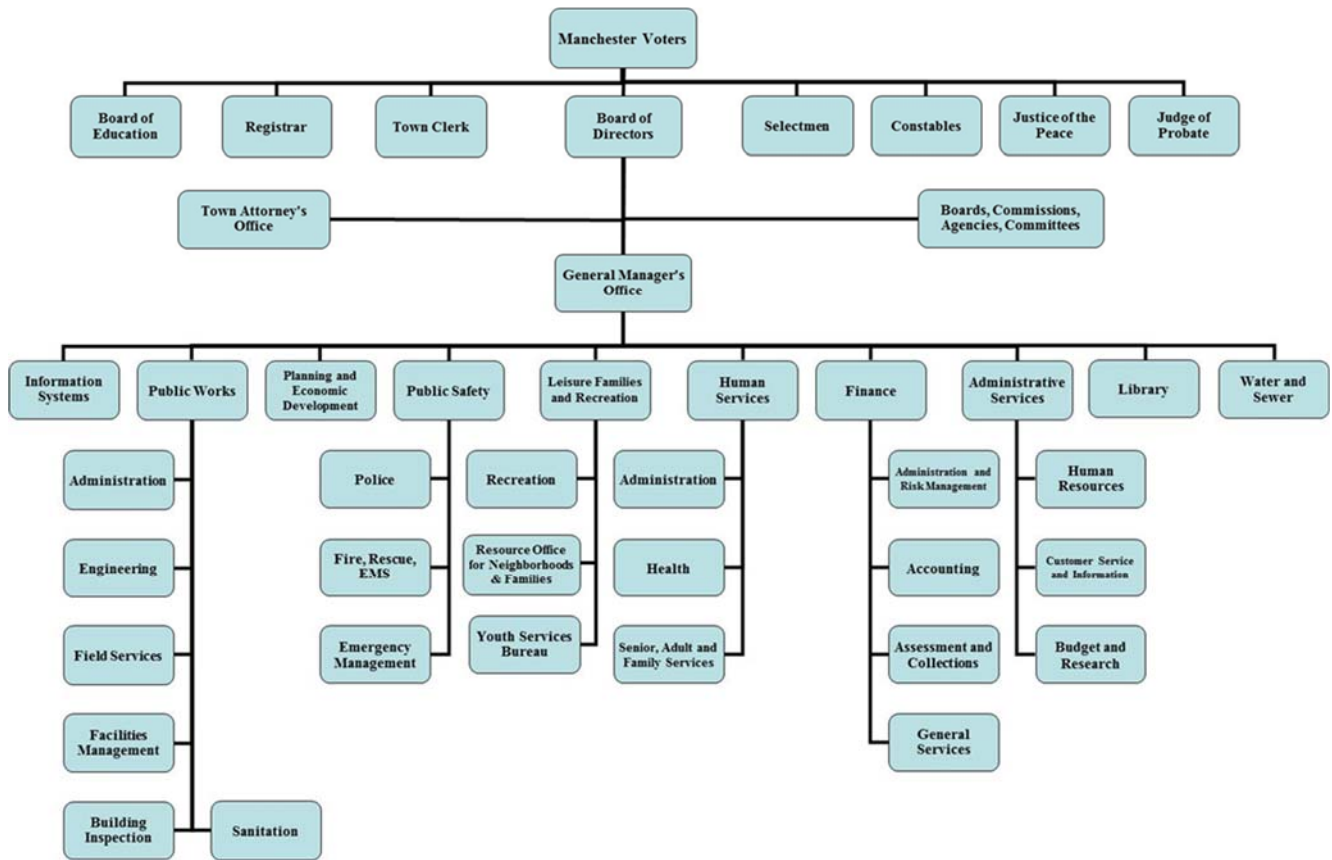 Manchester Voters
Board of
Education
Registrar
Town Clerk
Board of
Directors
Selectmen
Constables
Justice of the
Peace
Judge of
Probate
Town Attorney's
Office
Boards, Commissions,
Agencies, Committees
General Manager's
Office
Information
Systems
Public Works
Planning and
Economic
Development
Public Safety
Leisure Families
and Recreation
Human
Services
Finance
Administrative
Services
Library
Water and
Sewer
Administration
Police
Recreation
Administration
Administration and
Risk Management
Human
Resources
Engineering
Fire, Rescue,
EMS
Resource Office
for Neighborhoods
& Families
Health
Accounting
Customer Service
and Information
Field Services
Emergency
Management
Youth Services
Bureau
Senior, Adult and
Family Services
Assessment and
Collections
Budget and
Research
Facilities
Management
General
Services
Building
Inspection
Sanitation